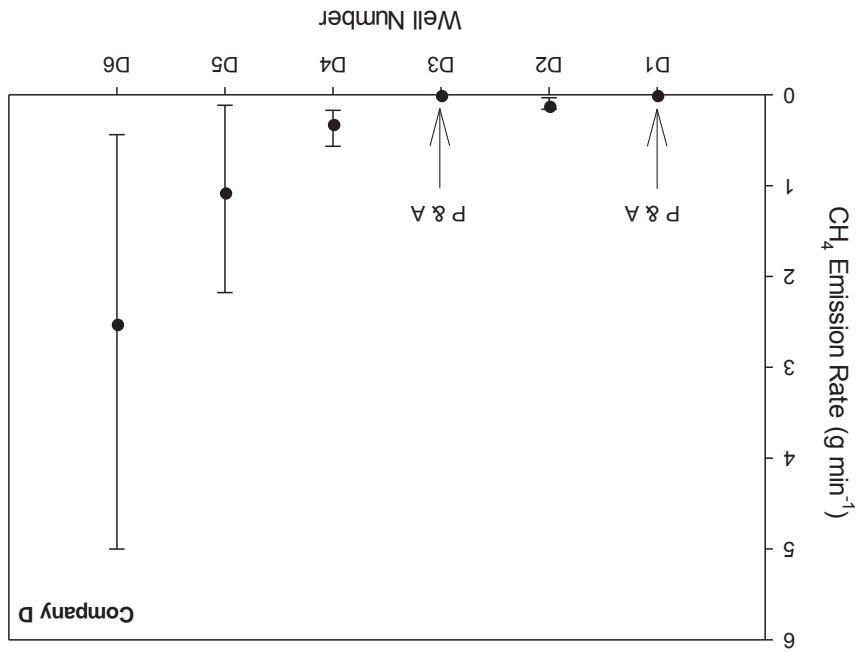 Company D
CH₄ Emission Rate (g min⁻¹)
6
5
4
3
2
1
0
P & A
P & A
D1
D2
D3
D4
D5
D6
Well Number